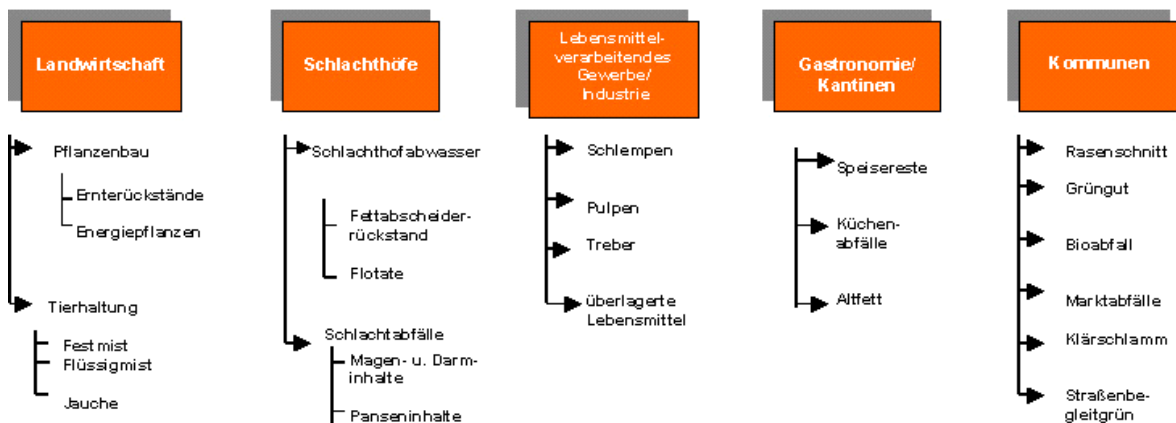 Landwirtschaft
Pflanzenbau
Ernterückstände
Energiepflanzen
Tierhaltung
Festmist
Flüssigmist
Jauche
Schlachthöfe
Schlachthofabwasser
Fettabscheider-
rückstand
Flotate
Schlachtabfälle
Magen- u. Darm-
inhalte
Panseninhalte
Lebensmittel-
verarbeitendes
Gewerbe/
Industrie
Schlempen
Pulpen
Treber
überlagerte
Lebensmittel
Gastronomie/
Kantinen
Speisereste
Küchen-
abfälle
Altfett
Kommunen
Rasenschnitt
Grüngut
Bioabfall
Marktabfälle
Klärschlamm
Straßenbe-
gleitgrün